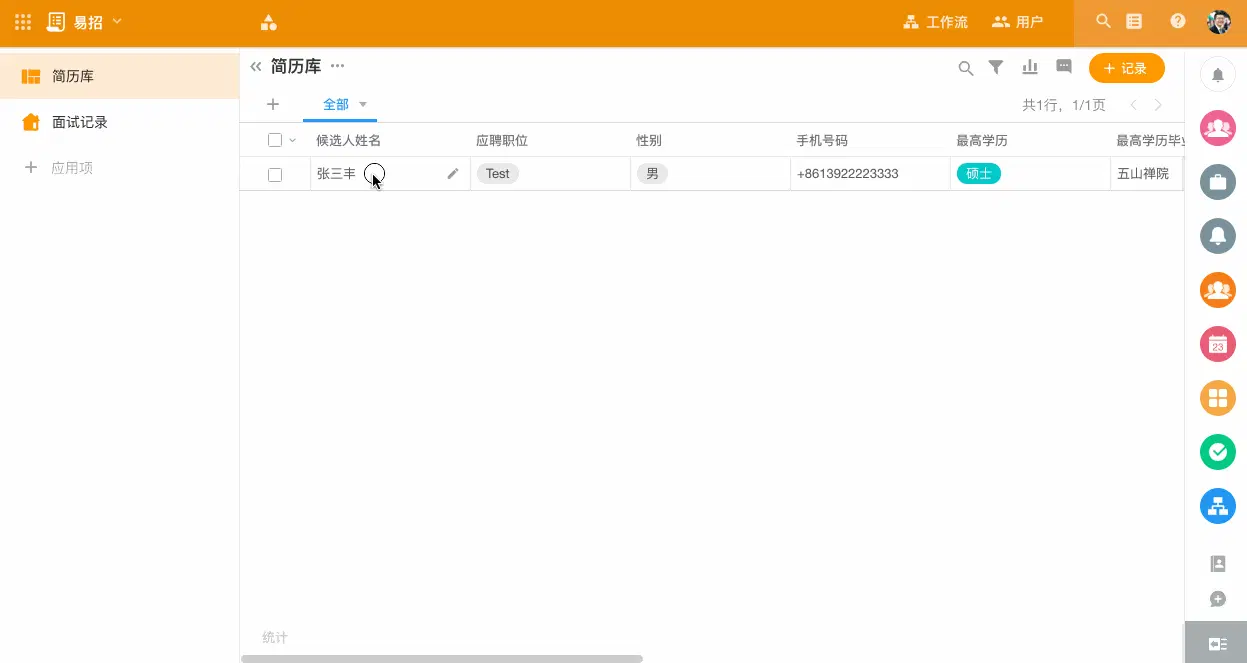 易招
工作流
用户
简历库
面试记录
应用项
简历库
记录
全部
共1行，1/1页
候选人姓名 应聘职位 性别 手机号码 最高学历 最高学历毕
张三丰 Test 男 +8613922223333 硕士 五山禅院
23
统计